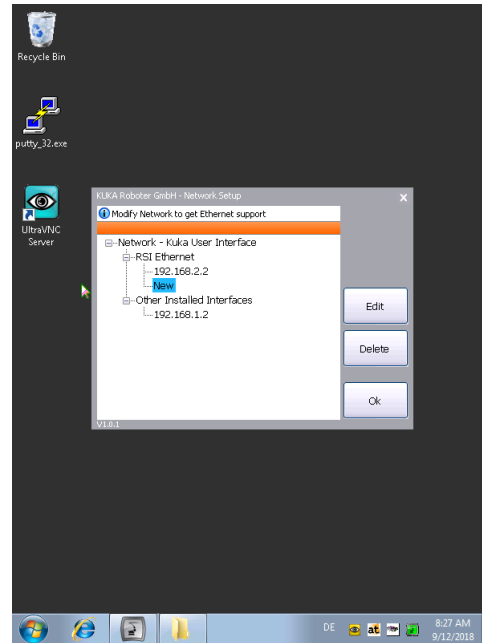 Recycle Bin
putty_32.exe
UltraVNC
Server
KUKA Roboter GmbH - Network Setup
x
Modify Network to get Ethernet support
Network - Kuka User Interface
RSI Ethernet
192.168.2.2
New
Other Installed Interfaces
192.168.1.2
Edit
Delete
Ok
V1.0.1
DE
at
8:27 AM
9/12/2018